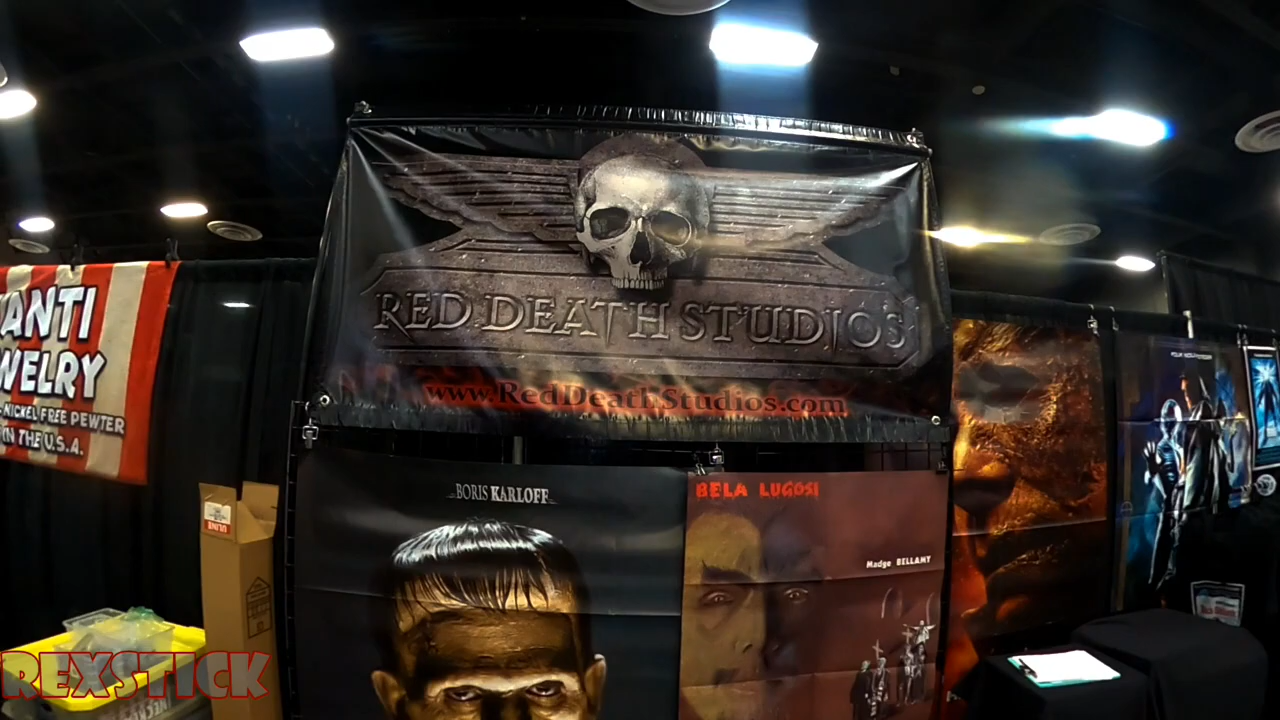 RED DEATH STUDIOS
www.RedDeathStudios.com
ANTI
WELRY
-NICKEL FREE PEWTER
IN THE U.S.A.
BORIS KARLOFF
BELA LUGOSI
Madge BELLAMY
ULINE
REXSTICK